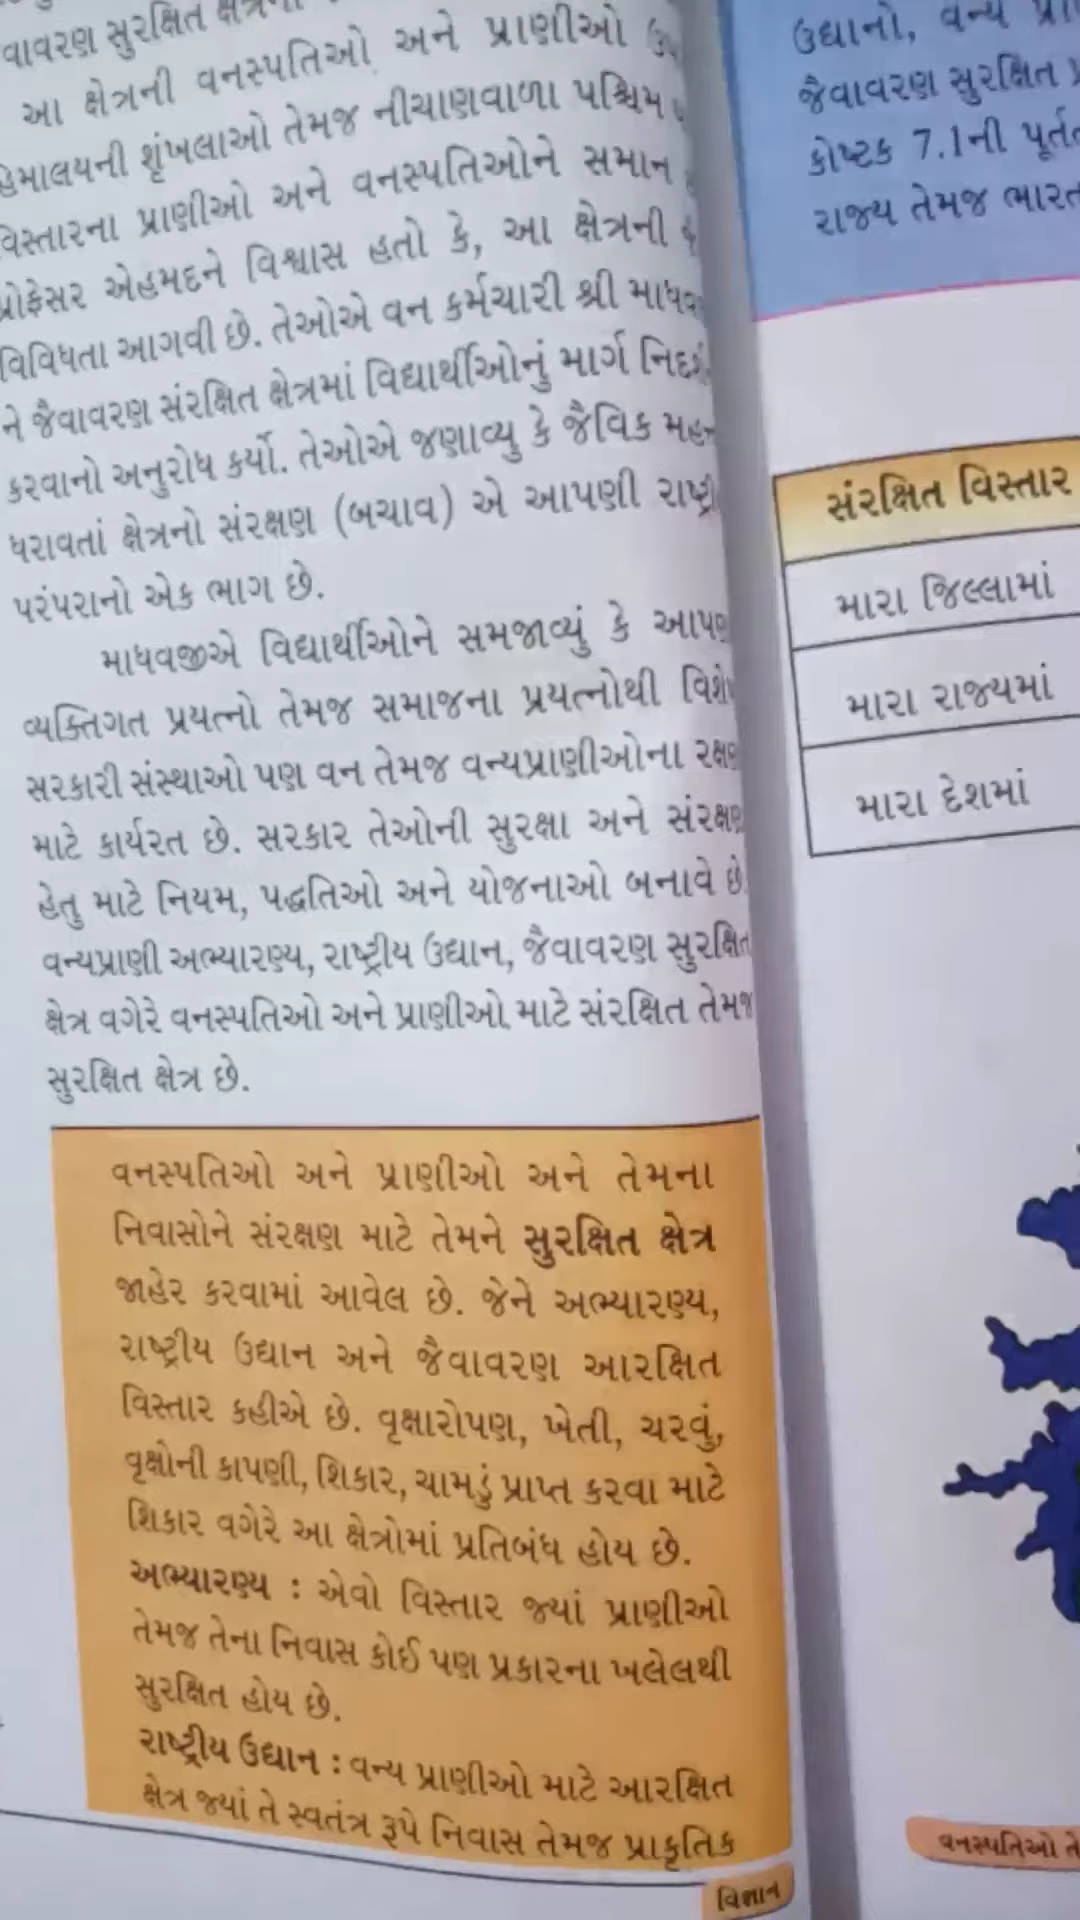 વાવરણ સુરક્ષિત
આ ક્ષેત્રની વનસ્પતિઓ અને પ્રાણીઓ
હિમાલયની શૃંખલાઓ તેમજ નીચાણવાળા પશ્ચિમ
વિસ્તારના પ્રાણીઓ અને વનસ્પતિઓને સમાન
પ્રોફેસર એહમદને વિશ્વાસ હતો કે, આ ક્ષેત્રની
વિવિધતા આગવી છે. તેઓએ વન કર્મચારી શ્રી
ને જૈવાવરણ સંરક્ષિત ક્ષેત્રમાં વિદ્યાર્થીઓનું માર્ગ
કરવાનો અનુરોધ કર્યો. તેઓએ જણાવ્યુ કે જૈવિક
ધરાવતાં ક્ષેત્રનો સંરક્ષણ (બચાવ) એ આપણી
પરંપરાનો એક ભાગ છે.
માધવજીએ વિદ્યાર્થીઓને સમજાવ્યું કે
વ્યક્તિગત પ્રયત્નો તેમજ સમાજના પ્રયત્નોથી
સરકારી સંસ્થાઓ પણ વન તેમજ વન્યપ્રાણીઓના રક્ષણ
માટે કાર્યરત છે. સરકાર તેઓની સુરક્ષા અને સંરક્ષણ
હેતુ માટે નિયમ, પદ્ધતિઓ અને યોજનાઓ બનાવે છે.
વન્યપ્રાણી અભ્યારણ્ય, રાષ્ટ્રીય ઉદ્યાન, જૈવાવરણ સુરક્ષિત
ક્ષેત્ર વગેરે વનસ્પતિઓ અને પ્રાણીઓ માટે સંરક્ષિત તેમજ
સુરક્ષિત ક્ષેત્ર છે.
વનસ્પતિઓ અને પ્રાણીઓ અને તેમના
નિવાસોને સંરક્ષણ માટે તેમને સુરક્ષિત ક્ષેત્ર
જાહેર કરવામાં આવેલ છે. જેને અભ્યારણ્ય,
રાષ્ટ્રીય ઉદ્યાન અને જૈવાવરણ આરક્ષિત
વિસ્તાર કહીએ છે. વૃક્ષારોપણ, ખેતી, ચરવું,
વૃક્ષોની કાપણી, શિકાર, ચામડું પ્રાપ્ત કરવા માટે
શિકાર વગેરે આ ક્ષેત્રોમાં પ્રતિબંધ હોય છે.
અભ્યારણ્ય : એવો વિસ્તાર જ્યાં પ્રાણીઓ
તેમજ તેના નિવાસ કોઈ પણ પ્રકારના ખલેલથી
સુરક્ષિત હોય છે.
રાષ્ટ્રીય ઉદ્યાન : વન્ય પ્રાણીઓ માટે આરક્ષિત
ક્ષેત્ર જ્યાં તે સ્વતંત્ર રૂપે નિવાસ તેમજ પ્રાકૃતિક
વિજ્ઞાન
ઉદ્યાનો, વન્ય
જૈવાવરણ સુરક્ષિત
કોષ્ટક 7.1ની
રાજ્ય તેમજ
સંરક્ષિત વિસ્તાર
મારા જિલ્લામાં
મારા રાજ્યમાં
મારા દેશમાં
વનસ્પતિઓ